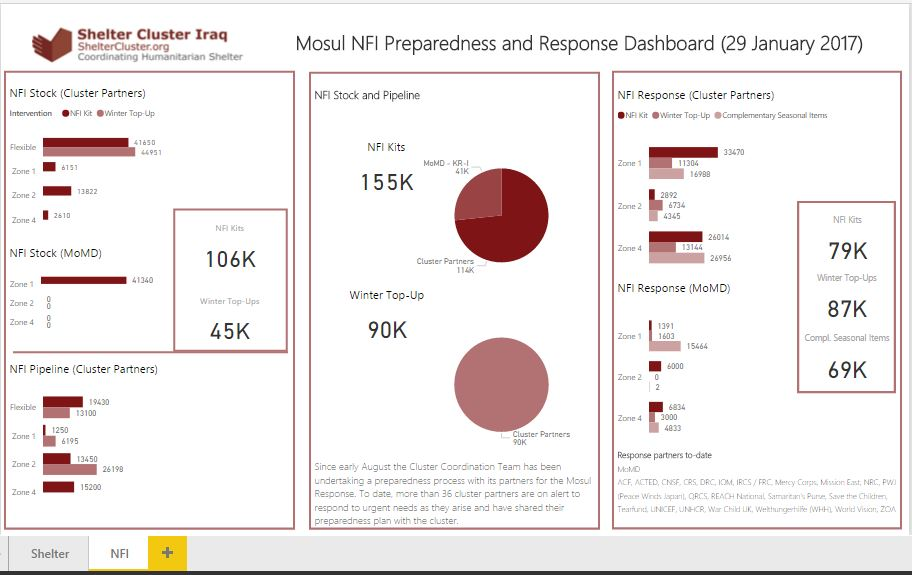 Shelter Cluster Iraq
ShelterCluster.org
Coordinating Humanitarian Shelter
Mosul NFI Preparedness and Response Dashboard (29 January 2017)
NFI Stock (Cluster Partners)
Intervention NFI Kit Winter Top-Up
Flexible 41650
44951
Zone 1 6151
Zone 2 13822
Zone 4 2610
NFI Kits
106K
Winter Top-Ups
45K
NFI Stock (MoMD)
Zone 1 41340
Zone 2 0
0
Zone 4 0
0
NFI Pipeline (Cluster Partners)
Flexible 19430
13100
Zone 1 1250
6195
Zone 2 13450
26198
Zone 4 15200
NFI Stock and Pipeline
NFI Kits
155K
MoMD - KR-I
41K
Cluster Partners
114K
Winter Top-Up
90K
Cluster Partners
90K
Since early August the Cluster Coordination Team has been
undertaking a preparedness process with its partners for the Mosul
Response. To date, more than 36 cluster partners are on alert to
respond to urgent needs as they arise and have shared their
preparedness plan with the cluster.
NFI Response (Cluster Partners)
NFI Kit Winter Top-Up Complementary Seasonal Items
Zone 1 33470
11304
16988
Zone 2 2892
6734
4345
Zone 4 26014
13144
26956
NFI Response (MoMD)
Zone 1 1391
1603
15464
Zone 2 6000
0
2
Zone 4 6834
3000
4833
NFI Kits
79K
Winter Top-Ups
87K
Compl. Seasonal Items
69K
Response partners to-date
MoMD
ACF, ACTED, CNSF, CRS, DRC, IOM, IRCS / FRC, Mercy Corps, Mission East, NRC, PWJ
(Peace Winds Japan), QRCS, REACH National, Samaritan's Purse, Save the Children,
Tearfund, UNICEF, UNHCR, War Child UK, Welthungerhilfe (WHH), World Vision, ZOA
Shelter NFI +